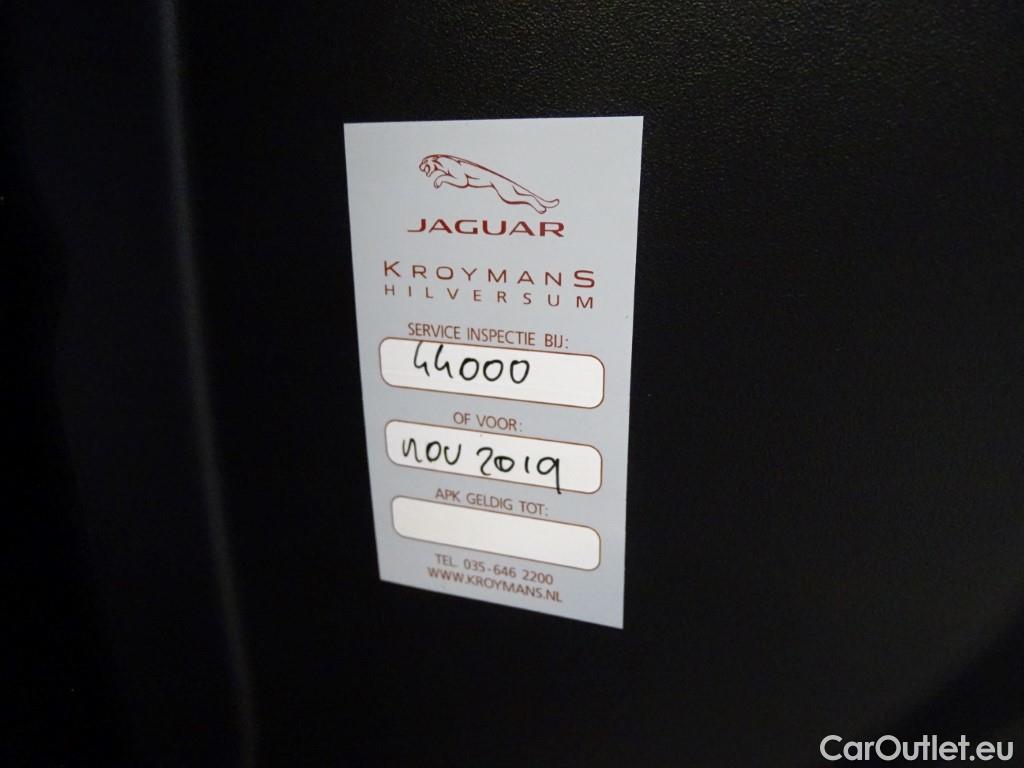 JAGUAR
KROYMANS
HILVERSUM
SERVICE INSPECTIE BIJ:
44000
OF VOOR:
nov 2019
APK GELDIG TOT:
TEL. 035-646 2200
WWW.KROYMANS.NL
CarOutlet.eu